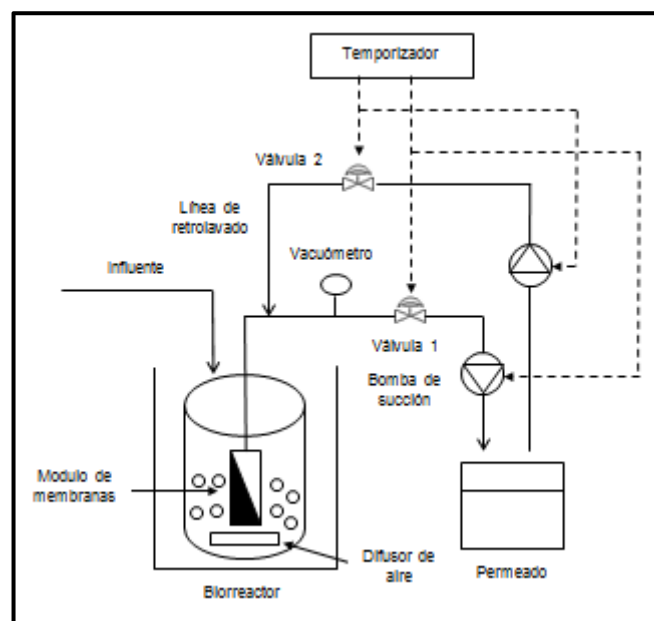 Temporizador
Válvula 2
Línea de
retrolavado
Vacuómetro
Influente
Válvula 1
Bomba de
succión
Modulo de
membranas
Difusor de
aire
Permeado
Biorreactor